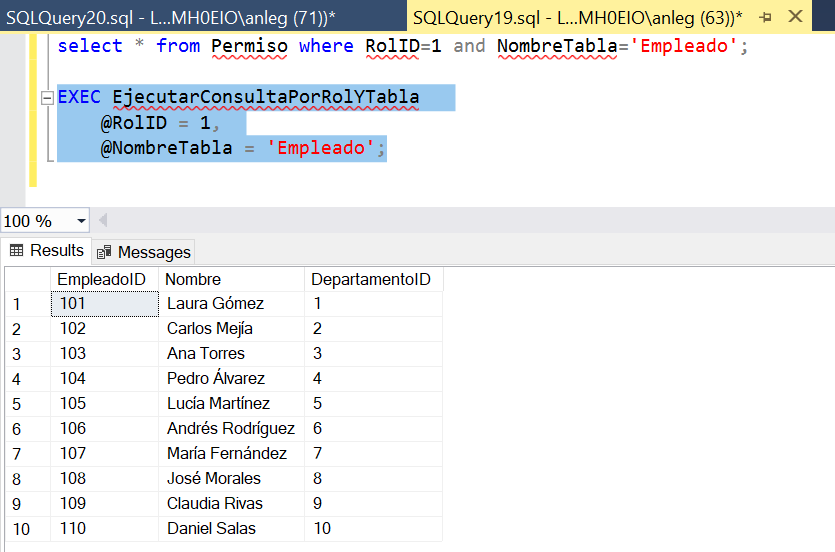 SQLQuery20.sql - L...MH0EIO\anleg (71))* SQLQuery19.sql - L...MH0EIO\anleg (63))*
select * from Permiso where RolID=1 and NombreTabla='Empleado';
EXEC EjecutarConsultaPorRolYTabla
@RolID = 1,
@NombreTabla = 'Empleado';
100 %
Results Messages
EmpleadoID Nombre DepartamentoID
1 101 Laura Gómez 1
2 102 Carlos Mejía 2
3 103 Ana Torres 3
4 104 Pedro Álvarez 4
5 105 Lucía Martínez 5
6 106 Andrés Rodríguez 6
7 107 María Fernández 7
8 108 José Morales 8
9 109 Claudia Rivas 9
10 110 Daniel Salas 10